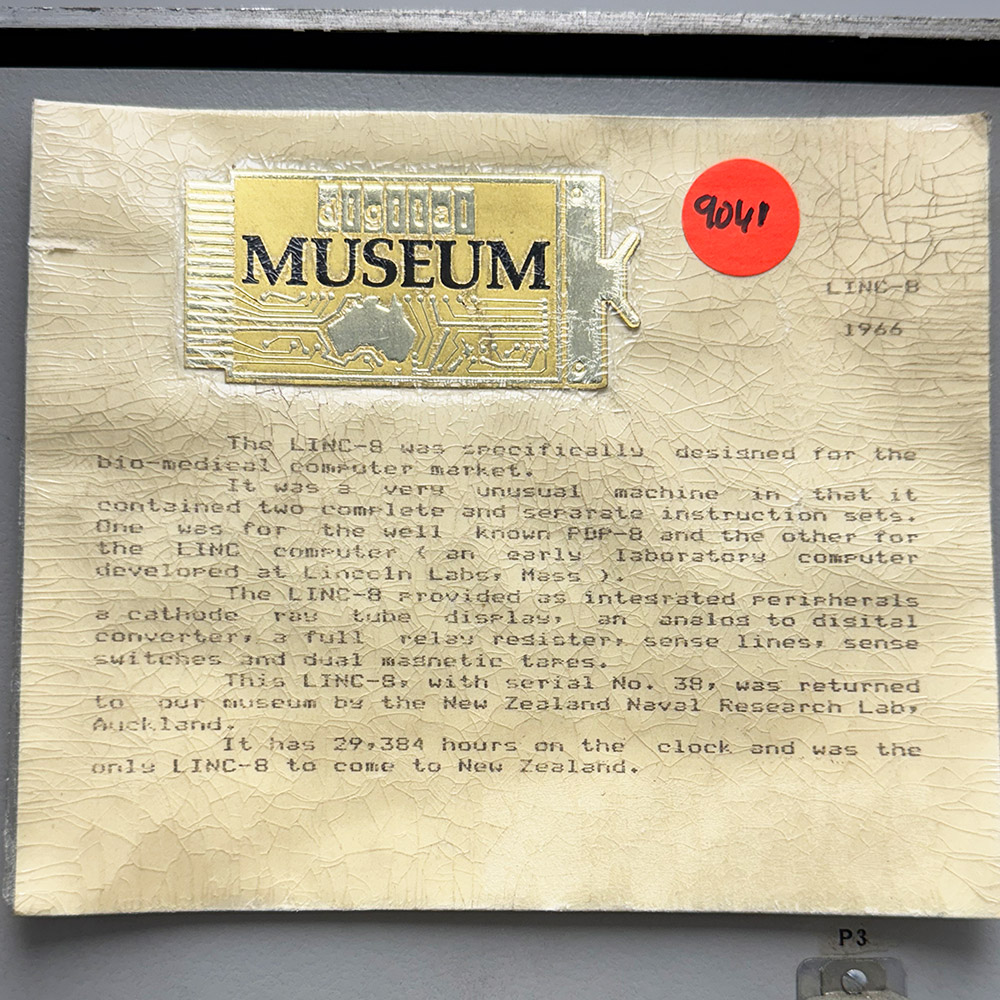 digital
MUSEUM
9041
LINC-8
1966
The LINC-8 was specifically designed for the
bio-medical computer market.
It was a very unusual machine in that it
contained two complete and separate instruction sets.
One was for the well known PDP-8 and the other for
the LINC computer ( an early laboratory computer
developed at Lincoln Labs, Mass ).
The LINC-8 provided as integrated peripherals
a cathode ray tube display, an analog to digital
converter, a full relay register, sense lines, sense
switches and dual magnetic tapes.
This LINC-8, with serial No. 38, was returned
to our museum by the New Zealand Naval Research Lab,
Auckland.
It has 29,384 hours on the clock and was the
only LINC-8 to come to New Zealand.
P3